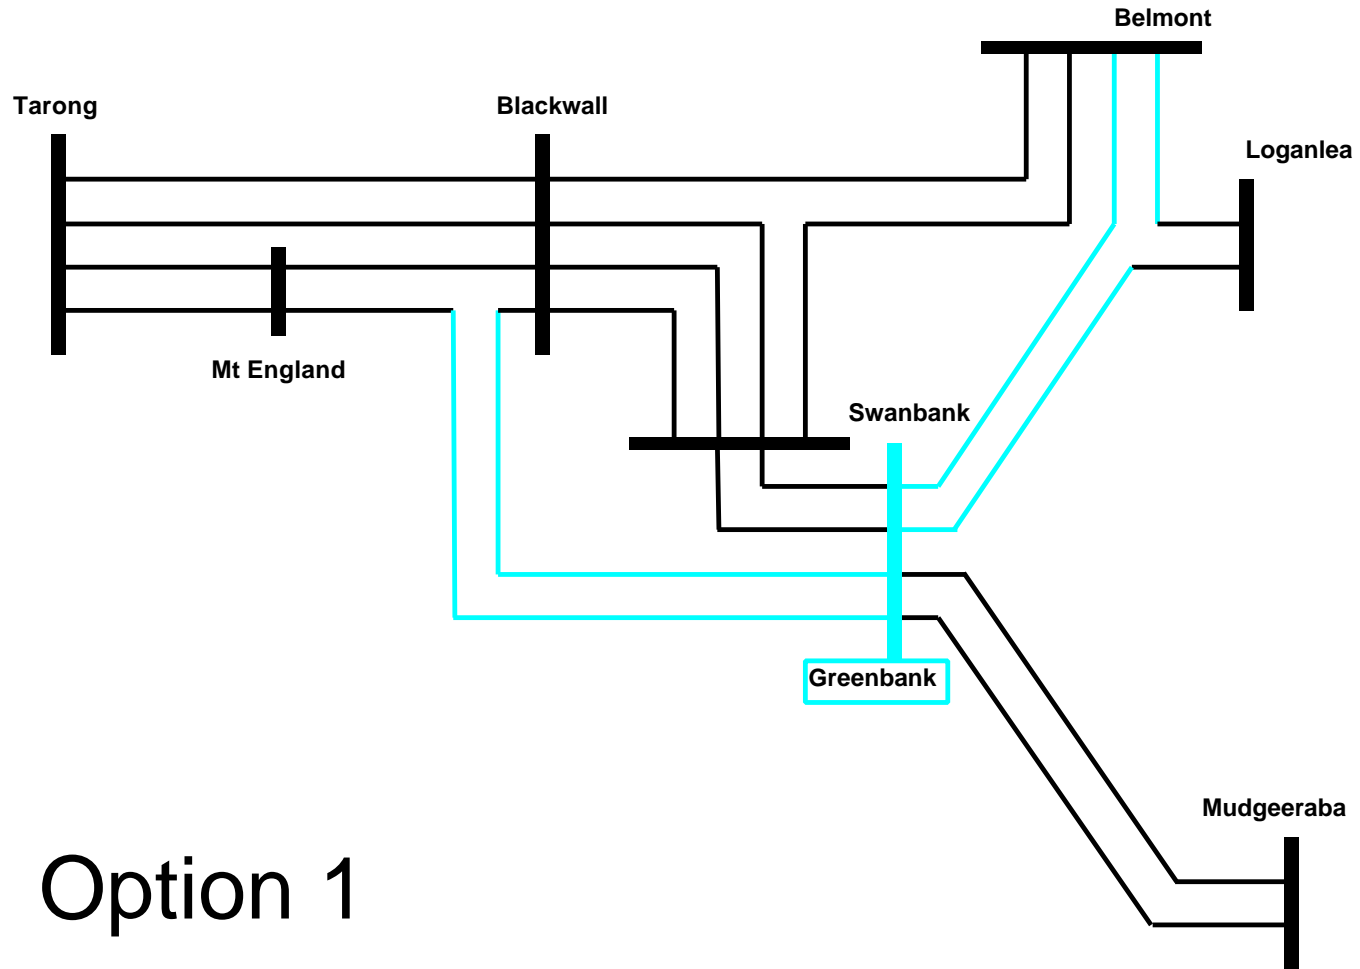 Belmont
Tarong
Blackwall
Loganlea
Mt England
Swanbank
Greenbank
Mudgeeraba
Option 1